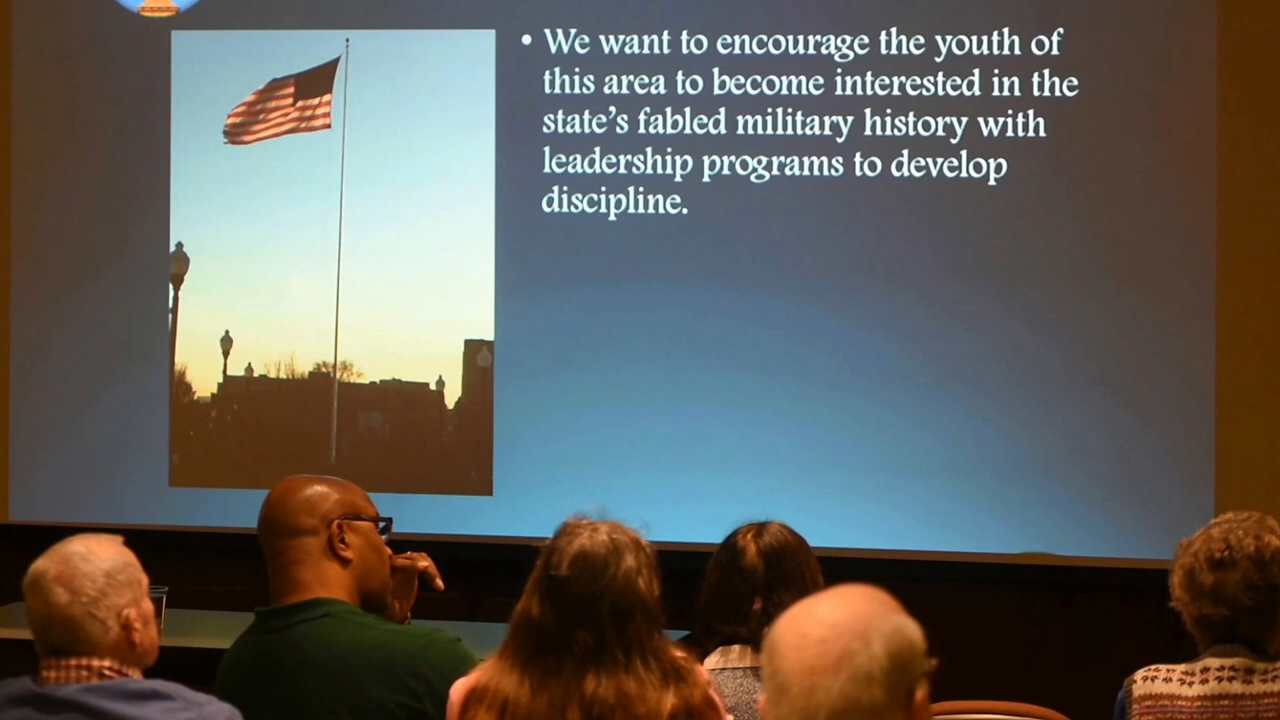 • We want to encourage the youth of
this area to become interested in the
state’s fabled military history with
leadership programs to develop
discipline.